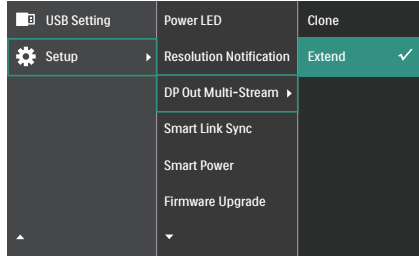 USB Setting
Setup
Power LED
Resolution Notification
DP Out Multi-Stream
Smart Link Sync
Smart Power
Firmware Upgrade
Clone
Extend